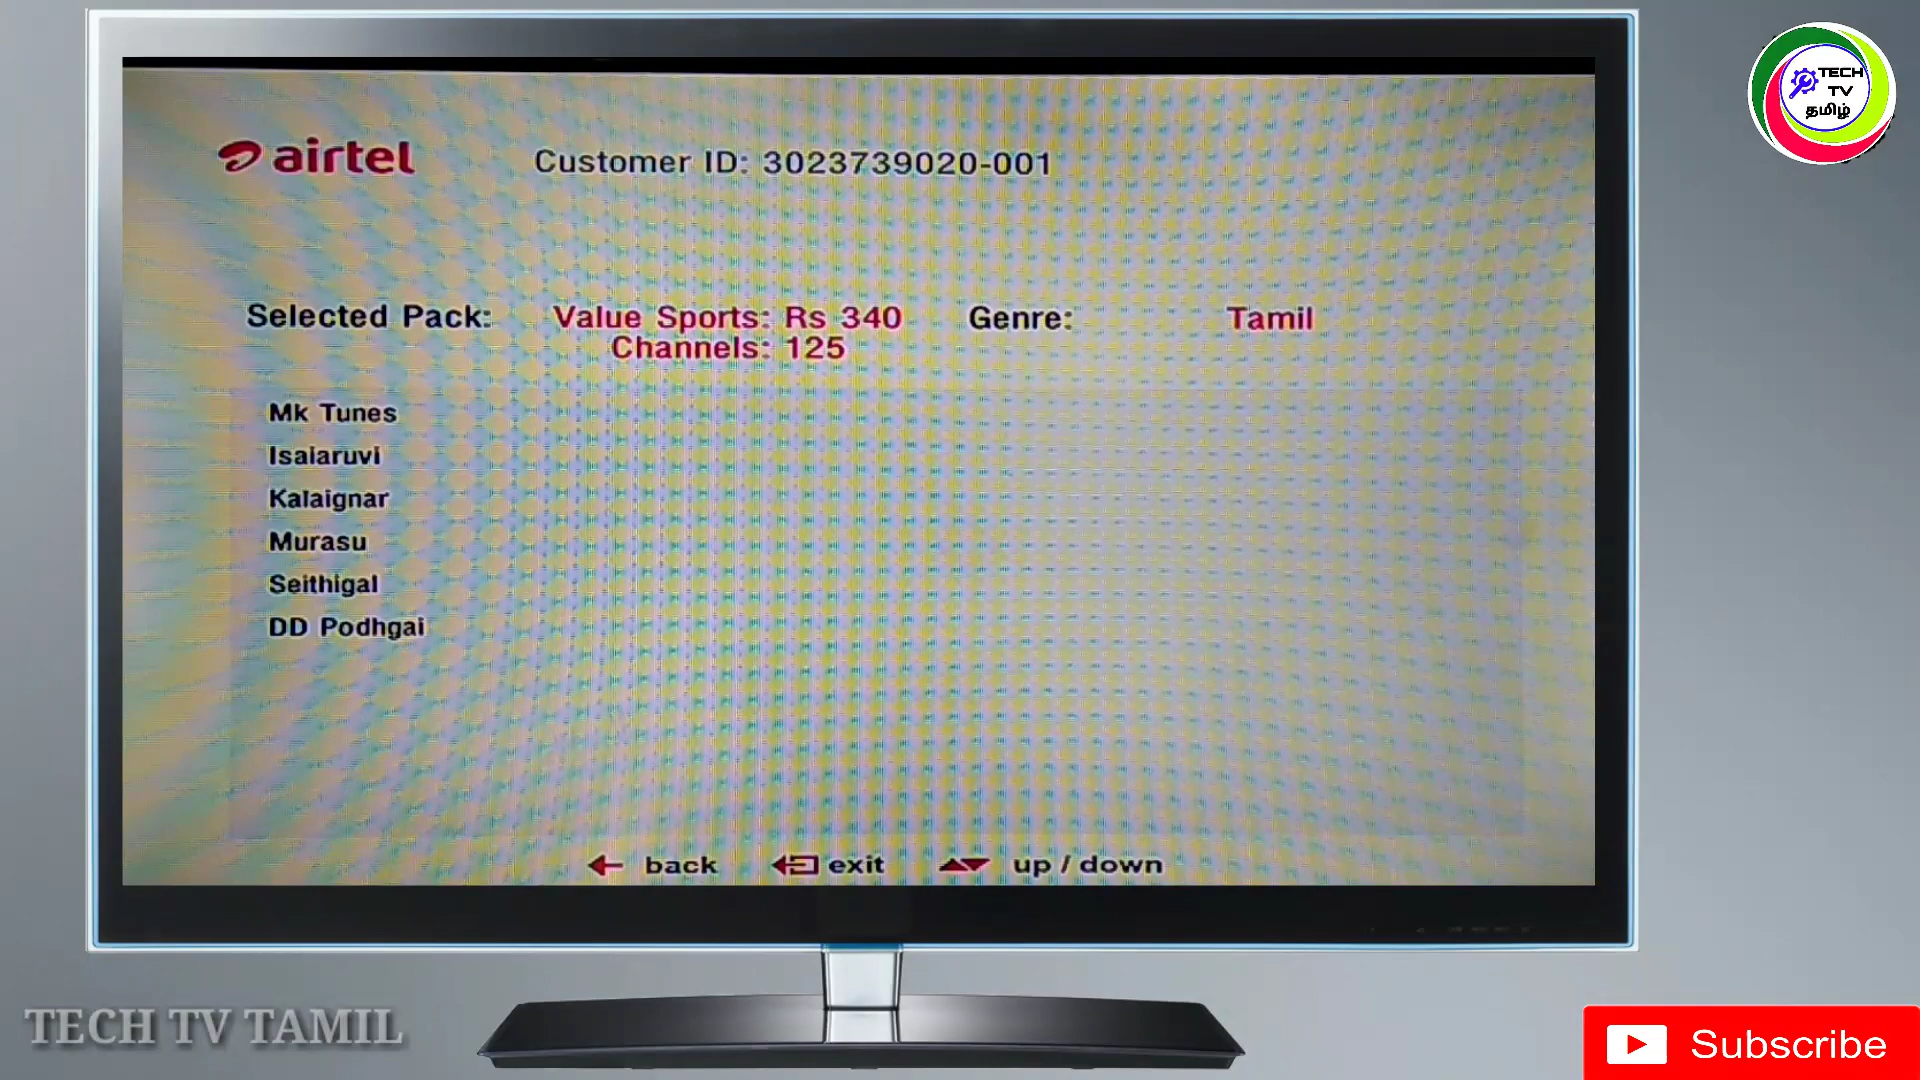 airtel
Customer ID: 3023739020-001
TECH
TV
தமிழ்
Selected Pack: Value Sports: Rs 340 Genre: Tamil
Channels: 125
Mk Tunes
Isaiaruvi
Kalaignar
Murasu
Seithigal
DD Podhgai
back exit up / down
TECH TV TAMIL
Subscribe